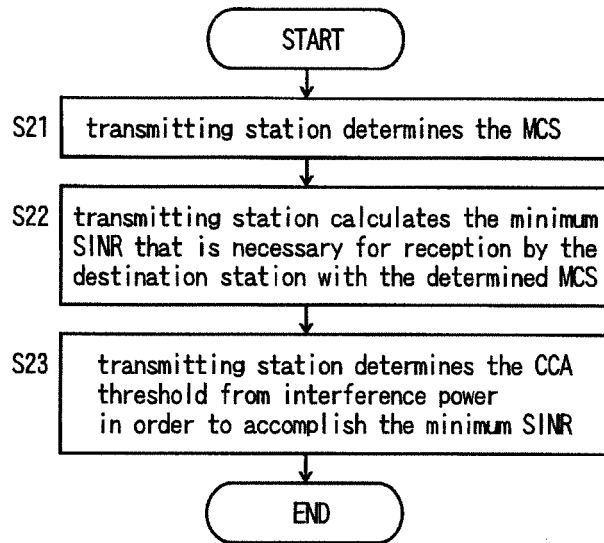 START
S21 transmitting station determines the MCS
S22 transmitting station calculates the minimum
SINR that is necessary for reception by the
destination station with the determined MCS
S23 transmitting station determines the CCA
threshold from interference power
in order to accomplish the minimum SINR
END